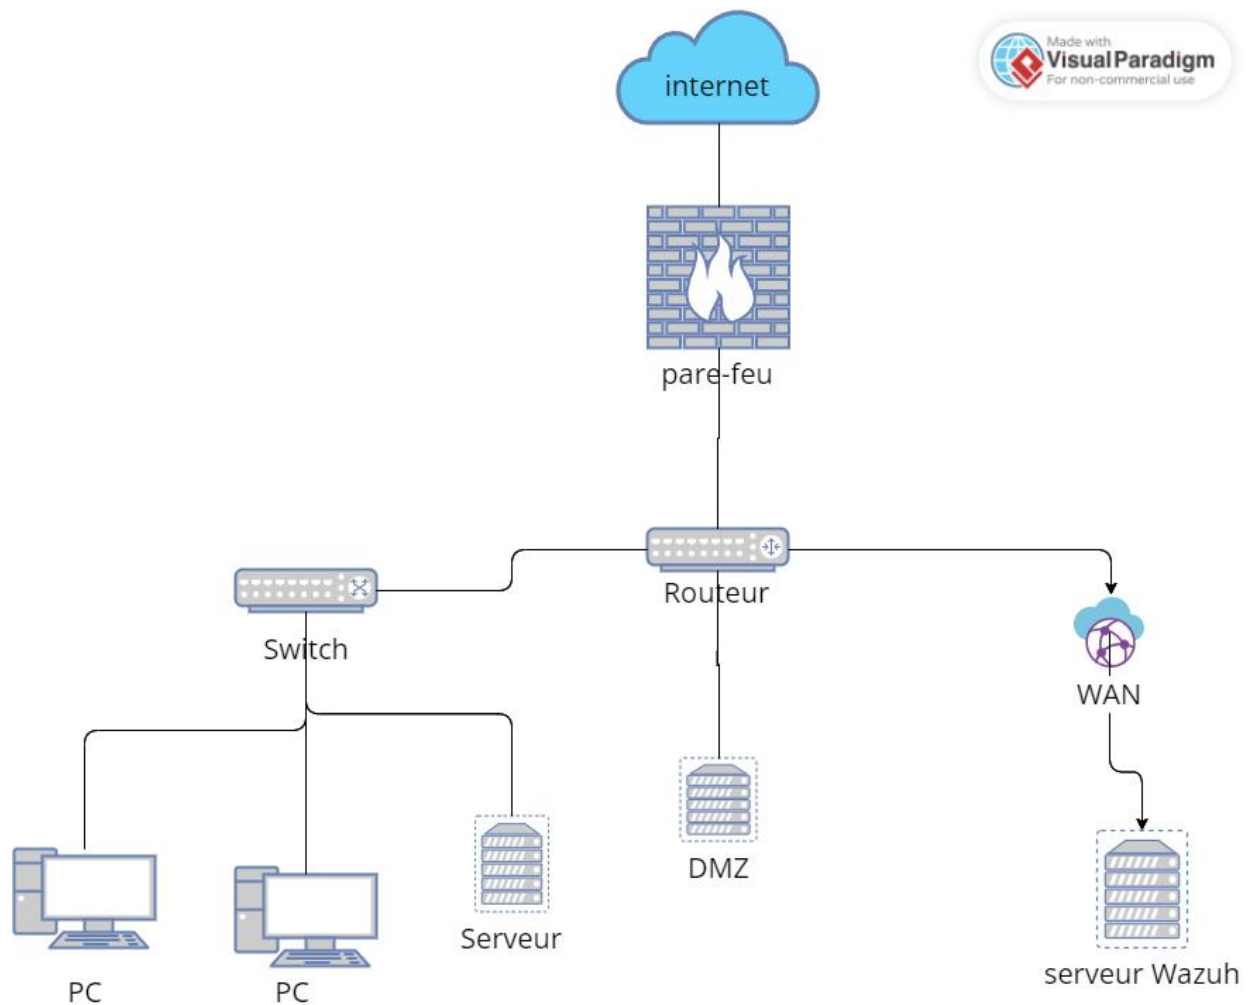 internet
Made with
Visual Paradigm
For non-commercial use
pare-feu
Routeur
Switch
WAN
DMZ
Serveur
serveur Wazuh
PC
PC